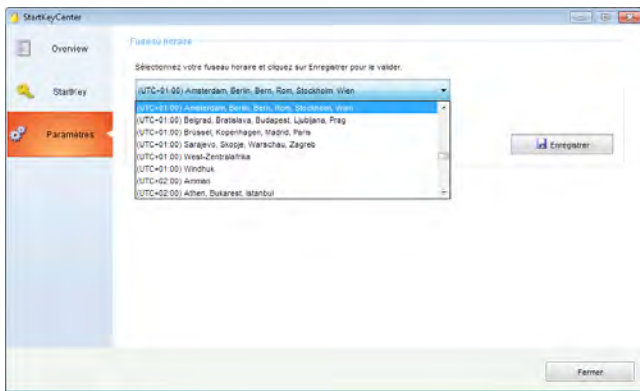 StartKeyCenter
Overview
StartKey
Paramètres
Fuseau horaire
Sélectionnez votre fuseau horaire et cliquez sur Enregistrer pour le valider.
(UTC+01:00) Amsterdam, Berlin, Bern, Rom, Stockholm, Wien
(UTC+01:00) Amsterdam, Berlin, Bern, Rom, Stockholm, Wien
(UTC+01:00) Belgrad, Bratislava, Budapest, Ljubljana, Prag
(UTC+01:00) Brüssel, Kopenhagen, Madrid, Paris
(UTC+01:00) Sarajevo, Skopje, Warschau, Zagreb
(UTC+01:00) West-Zentralafrika
(UTC+01:00) Windhuk
(UTC+02:00) Amman
(UTC+02:00) Athen, Bukarest, Istanbul
Enregistrer
Fermer